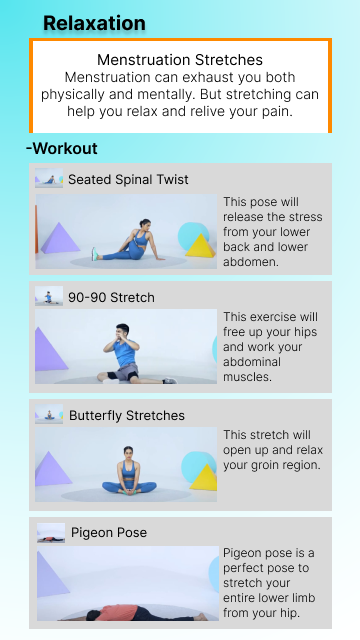 Relaxation
Menstruation Stretches
Menstruation can exhaust you both
physically and mentally. But stretching can
help you relax and relive your pain.
-Workout
Seated Spinal Twist
This pose will
release the stress
from your lower
back and lower
abdomen.
90-90 Stretch
This exercise will
free up your hips
and work your
abdominal
muscles.
Butterfly Stretches
This stretch will
open up and relax
your groin region.
Pigeon Pose
Pigeon pose is a
perfect pose to
stretch your
entire lower limb
from your hip.